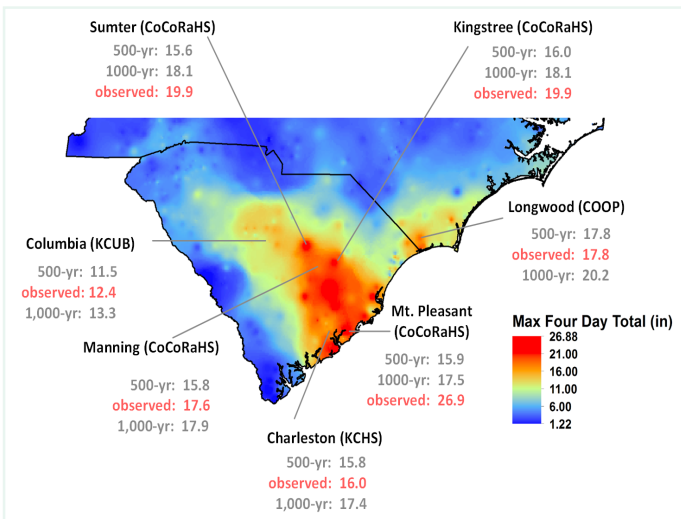 Sumter (CoCoRaHS)
500-yr: 15.6
1000-yr: 18.1
observed: 19.9
Kingstree (CoCoRaHS)
500-yr: 16.0
1000-yr: 18.1
observed: 19.9
Longwood (COOP)
500-yr: 17.8
observed: 17.8
1000-yr: 20.2
Columbia (KCUB)
500-yr: 11.5
observed: 12.4
1,000-yr: 13.3
Manning (CoCoRaHS)
500-yr: 15.8
observed: 17.6
1,000-yr: 17.9
Mt. Pleasant
(CoCoRaHS)
500-yr: 15.9
1000-yr: 17.5
observed: 26.9
Charleston (KCHS)
500-yr: 15.8
observed: 16.0
1,000-yr: 17.4
Max Four Day Total (in)
26.88
21.00
16.00
11.00
6.00
1.22